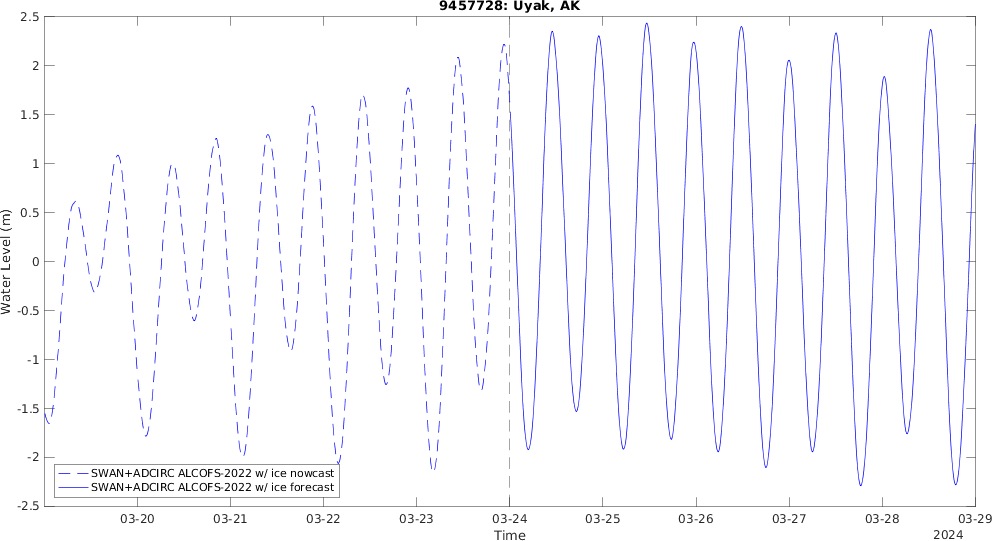 9457728: Uyak, AK
2.5
2
1.5
1
0.5
0
-0.5
-1
-1.5
-2
-2.5
Water Level (m)
SWAN+ADCIRC ALCOFS-2022 w/ ice nowcast
SWAN+ADCIRC ALCOFS-2022 w/ ice forecast
03-20 03-21 03-22 03-23 03-24 03-25 03-26 03-27 03-28 03-29
Time
2024